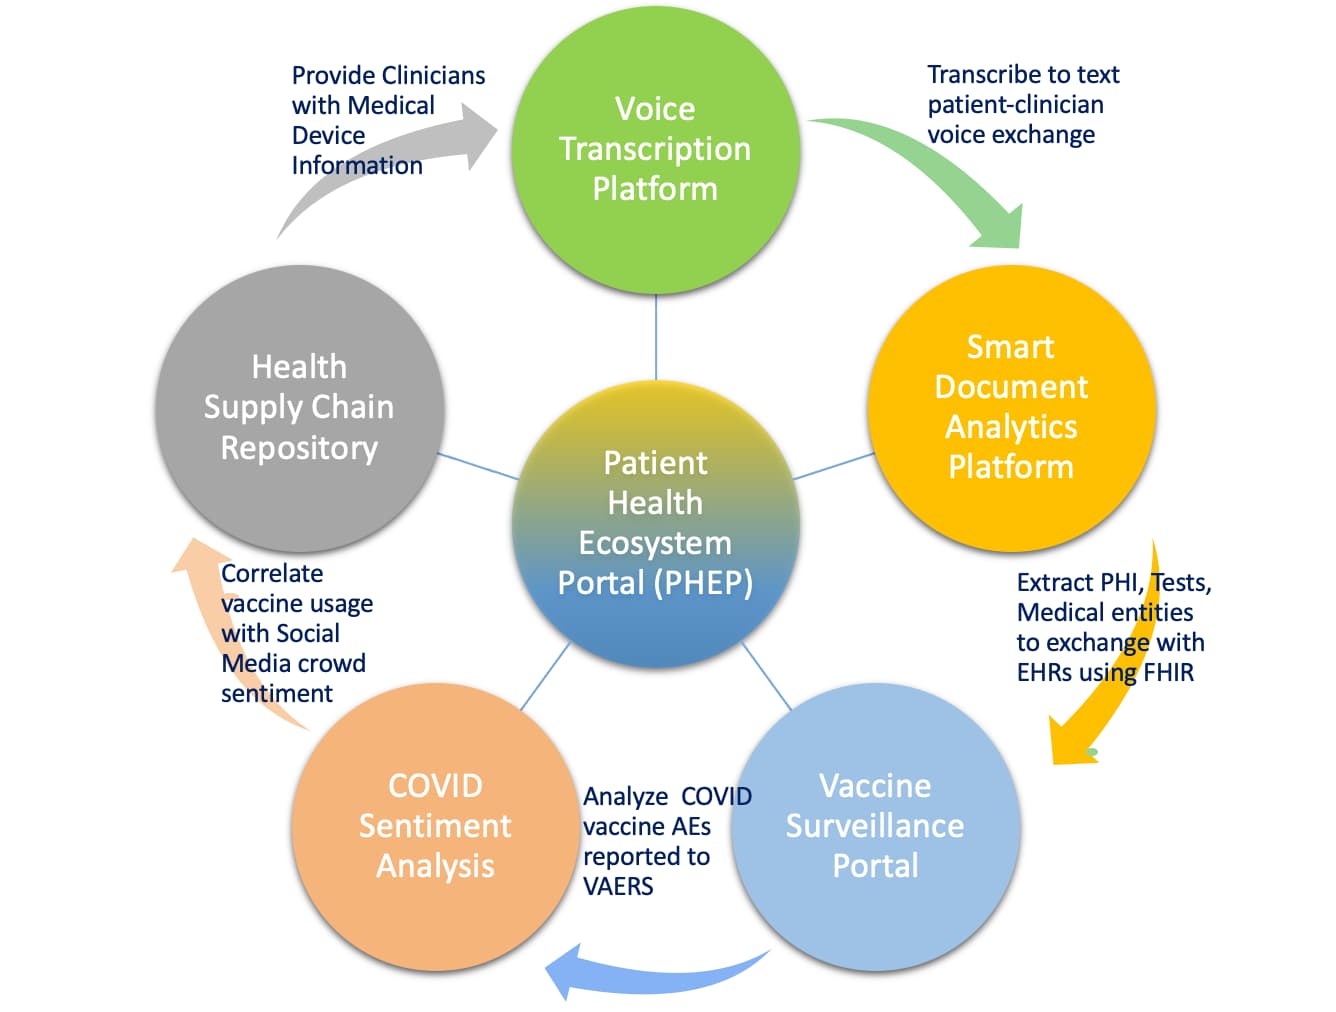 Provide Clinicians
with Medical
Device
Information
Voice
Transcription
Platform
Transcribe to text
patient-clinician
voice exchange
Health
Supply Chain
Repository
Smart
Document
Analytics
Platform
Patient
Health
Ecosystem
Portal (PHEP)
Correlate
vaccine usage
with Social
Media crowd
sentiment
Extract PHI, Tests,
Medical entities
to exchange with
EHRs using FHIR
COVID
Sentiment
Analysis
Analyze  COVID
vaccine AEs
reported to
VAERS
Vaccine
Surveillance
Portal